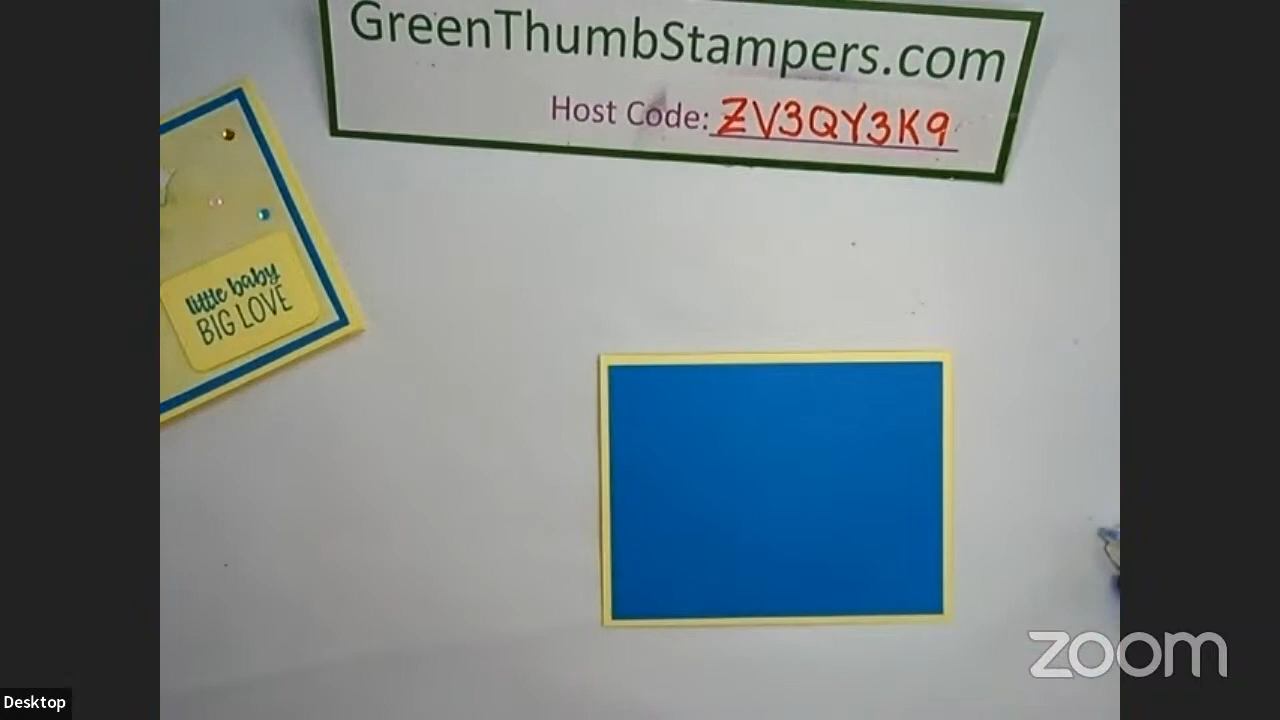 GreenThumbStampers.com
Host Code: ZV3QY3K9
little baby
BIG LOVE
zoom
Desktop